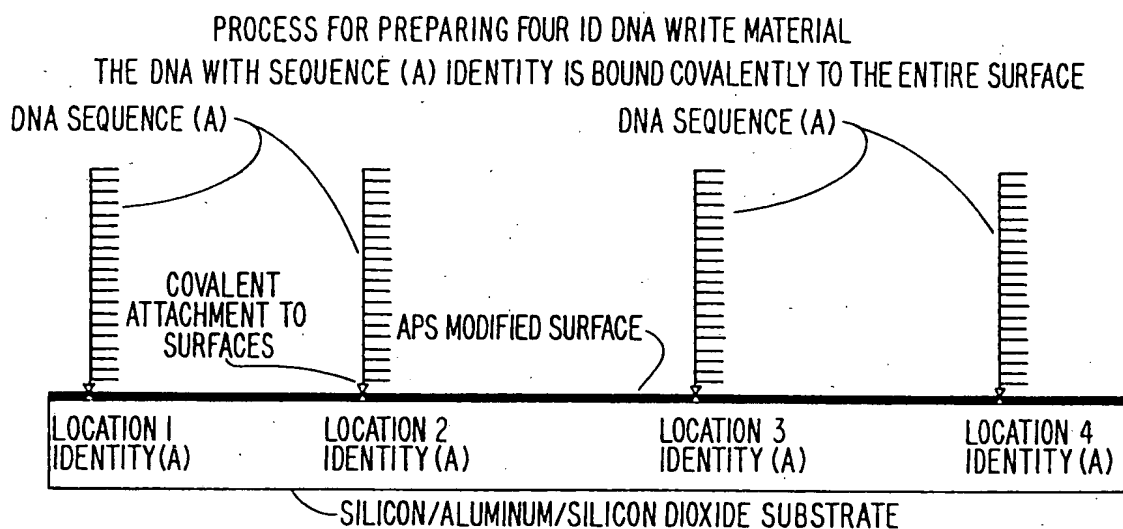 PROCESS FOR PREPARING FOUR ID DNA WRITE MATERIAL
THE DNA WITH SEQUENCE (A) IDENTITY IS BOUND COVALENTLY TO THE ENTIRE SURFACE
DNA SEQUENCE (A)
DNA SEQUENCE (A)
COVALENT
ATTACHMENT TO
SURFACES
APS MODIFIED SURFACE
LOCATION 1
IDENTITY (A)
LOCATION 2
IDENTITY (A)
LOCATION 3
IDENTITY (A)
LOCATION 4
IDENTITY (A)
SILICON/ALUMINUM/SILICON DIOXIDE SUBSTRATE